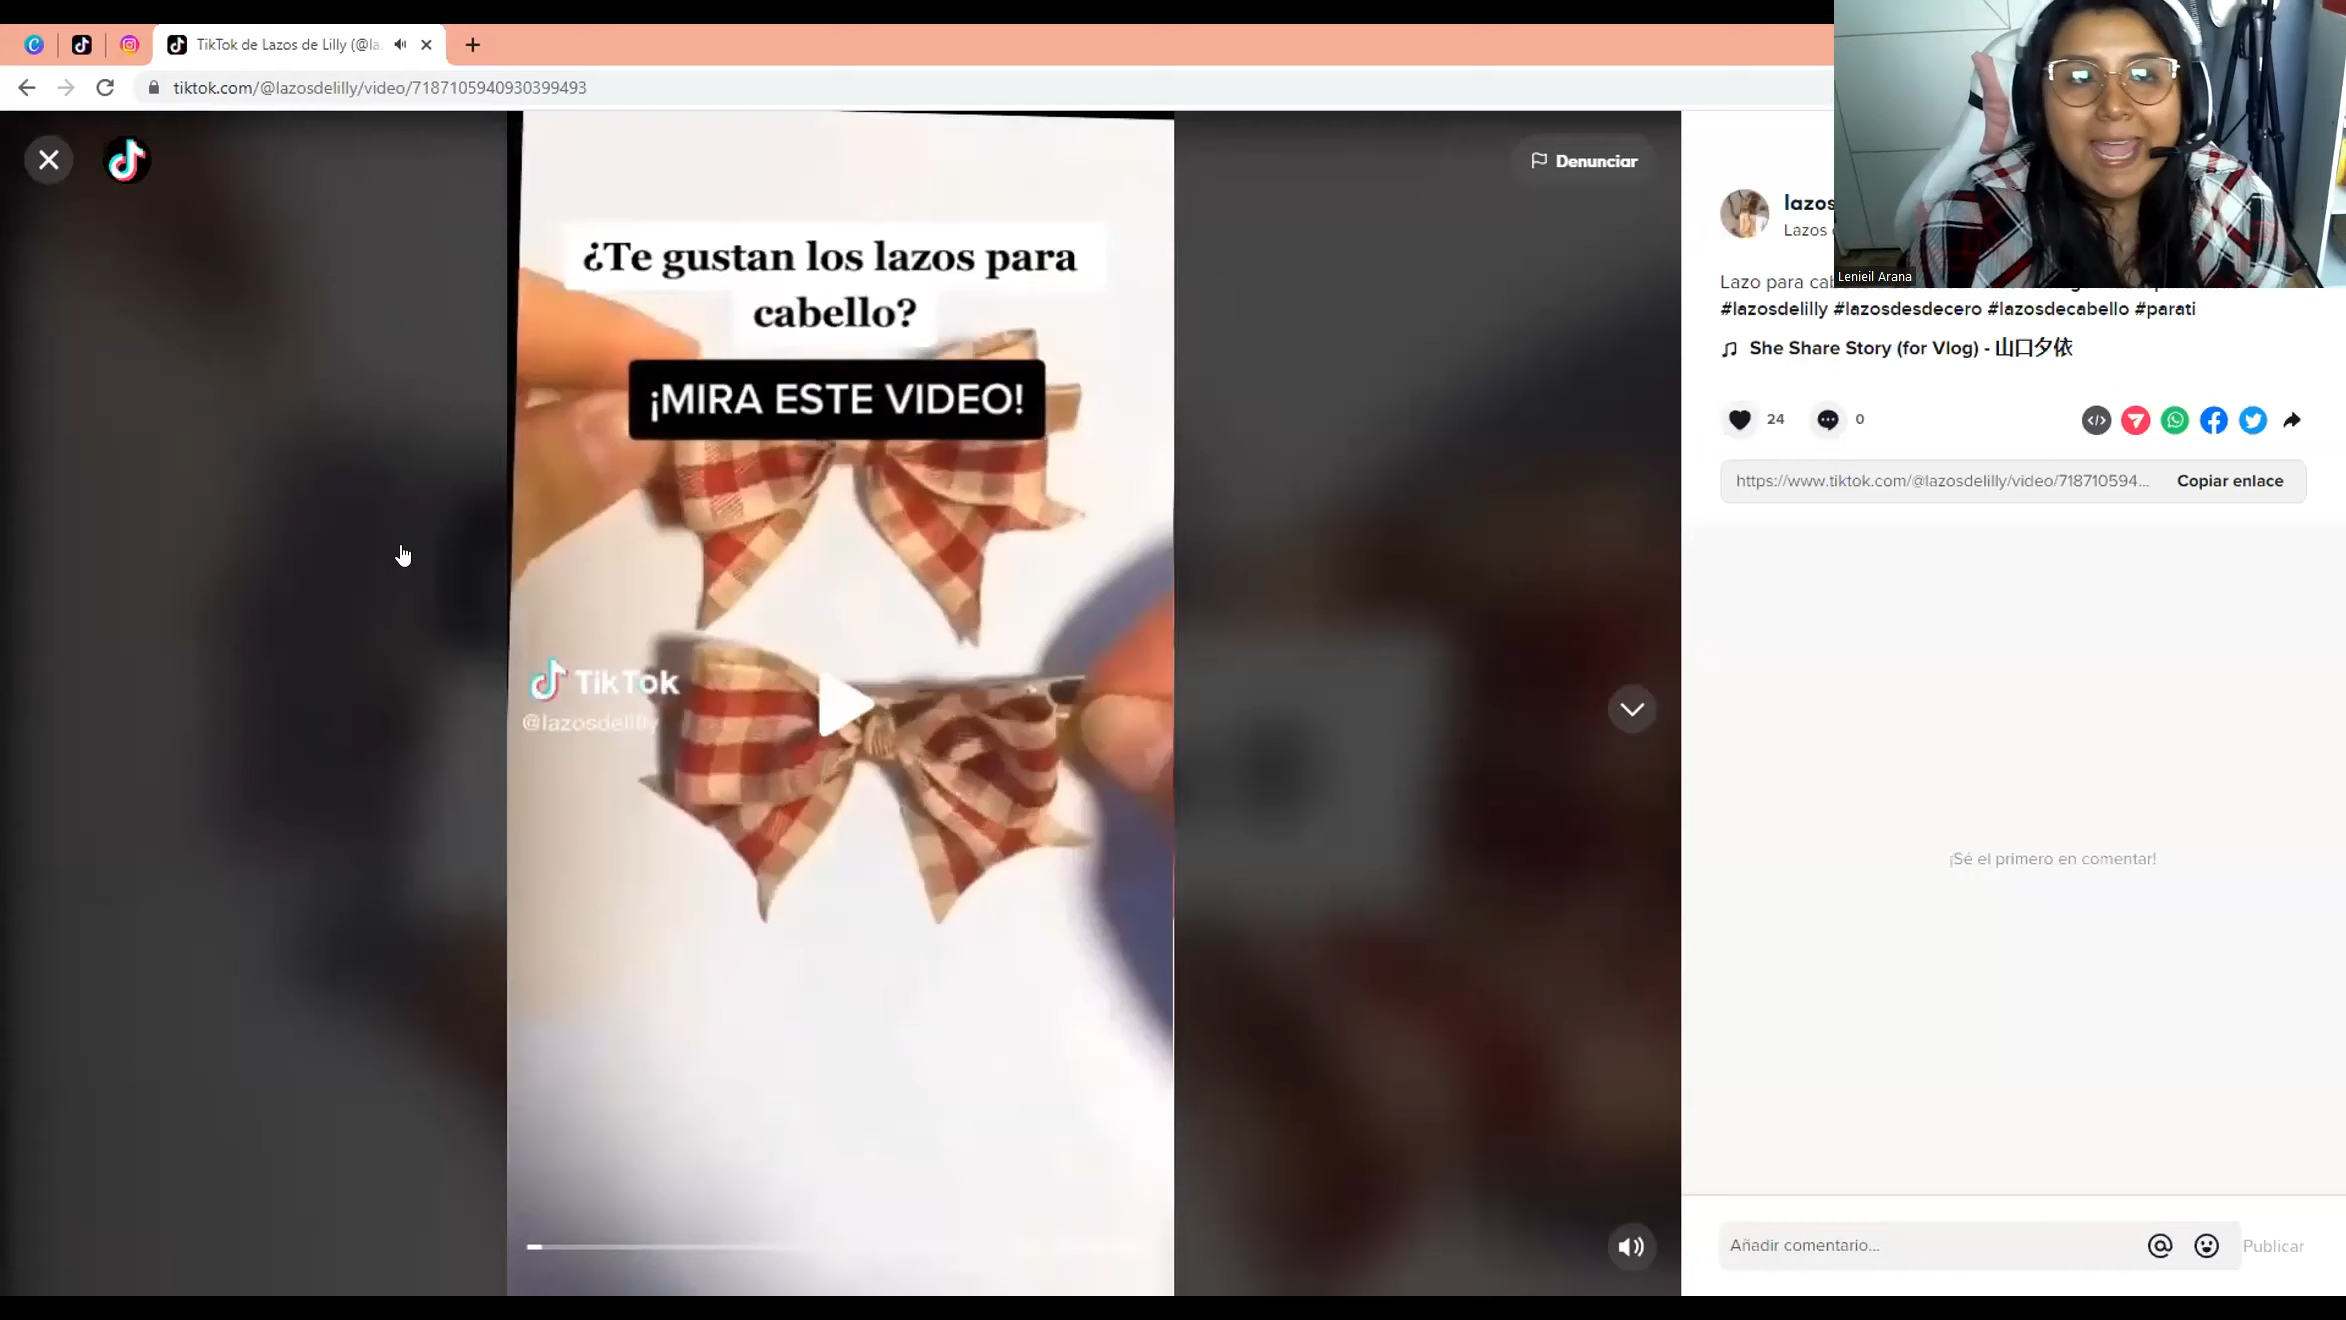 TikTok de Lazos de Lilly (@la
tiktok.com/@lazosdelilly/video/7187105940930399493
Denunciar
¿Te gustan los lazos para
cabello?
¡MIRA ESTE VIDEO!
TikTok
@lazosdelilly
Lenieil Arana
lazos
Lazos
Lazo para
#lazosdelilly #lazosdesdecero #lazosdecabello #parati
She Share Story (for Vlog) - 山口夕依
24
0
https://www.tiktok.com/@lazosdelilly/video/718710594...
Copiar enlace
¡Sé el primero en comentar!
Añadir comentario...
Publicar